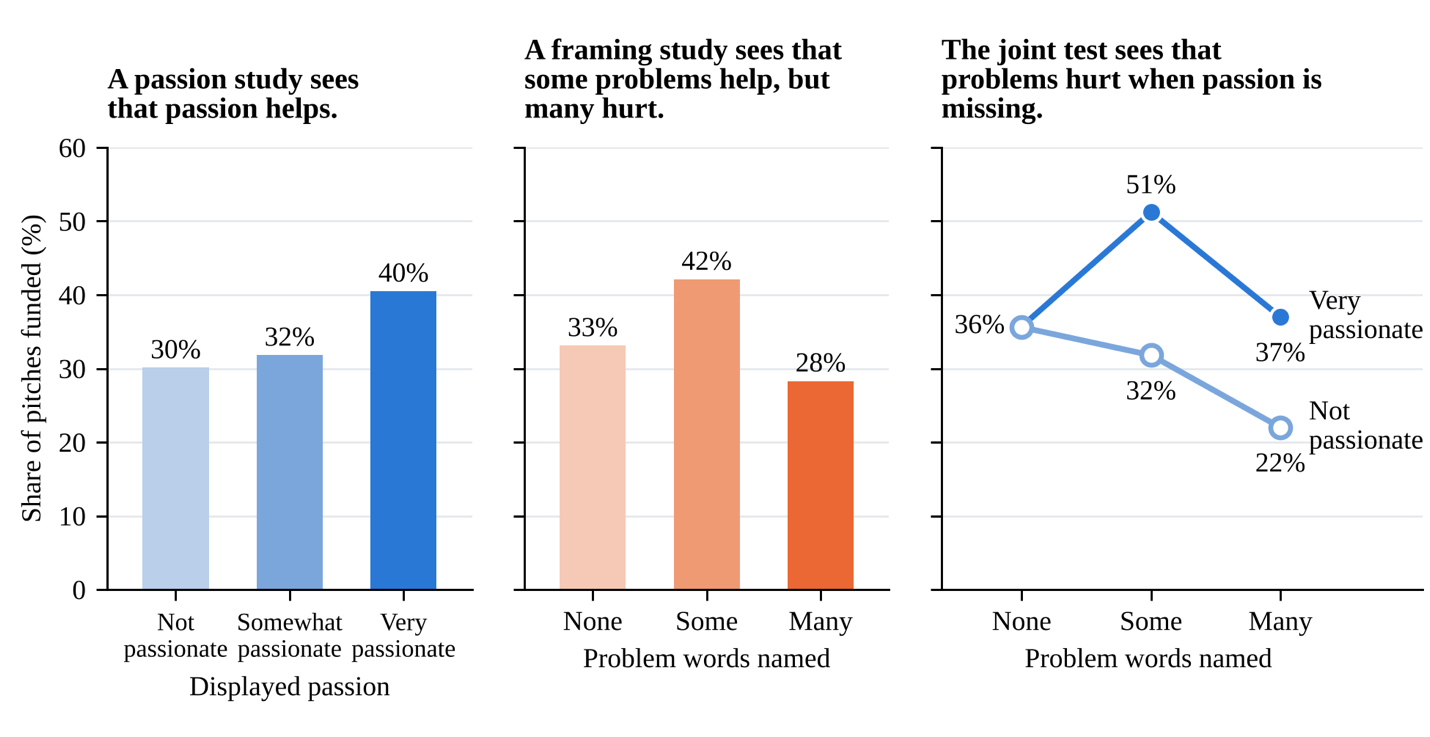 A passion study sees
that passion helps.
Share of pitches funded (%)
60
50
40
30
20
10
0
30%
32%
40%
Not
passionate
Somewhat
passionate
Very
passionate
Displayed passion
A framing study sees that
some problems help, but
many hurt.
33%
42%
28%
None
Some
Many
Problem words named
The joint test sees that
problems hurt when passion is
missing.
51%
36%
37%
32%
22%
Very
passionate
Not
passionate
None
Some
Many
Problem words named